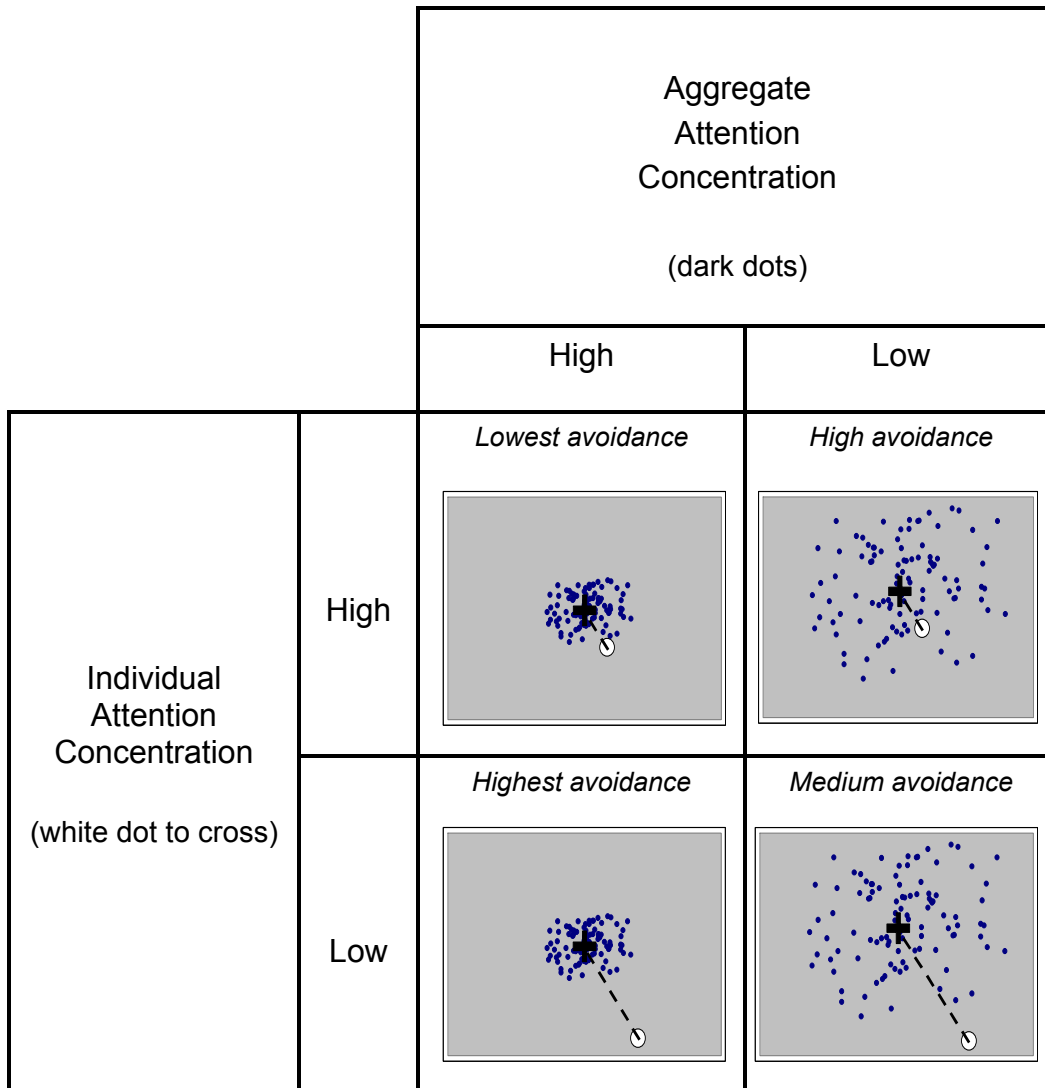 Aggregate
Attention
Concentration
(dark dots)
High
Low
Lowest avoidance
High avoidance
Individual
Attention
Concentration
(white dot to cross)
High
Highest avoidance
Medium avoidance
Low